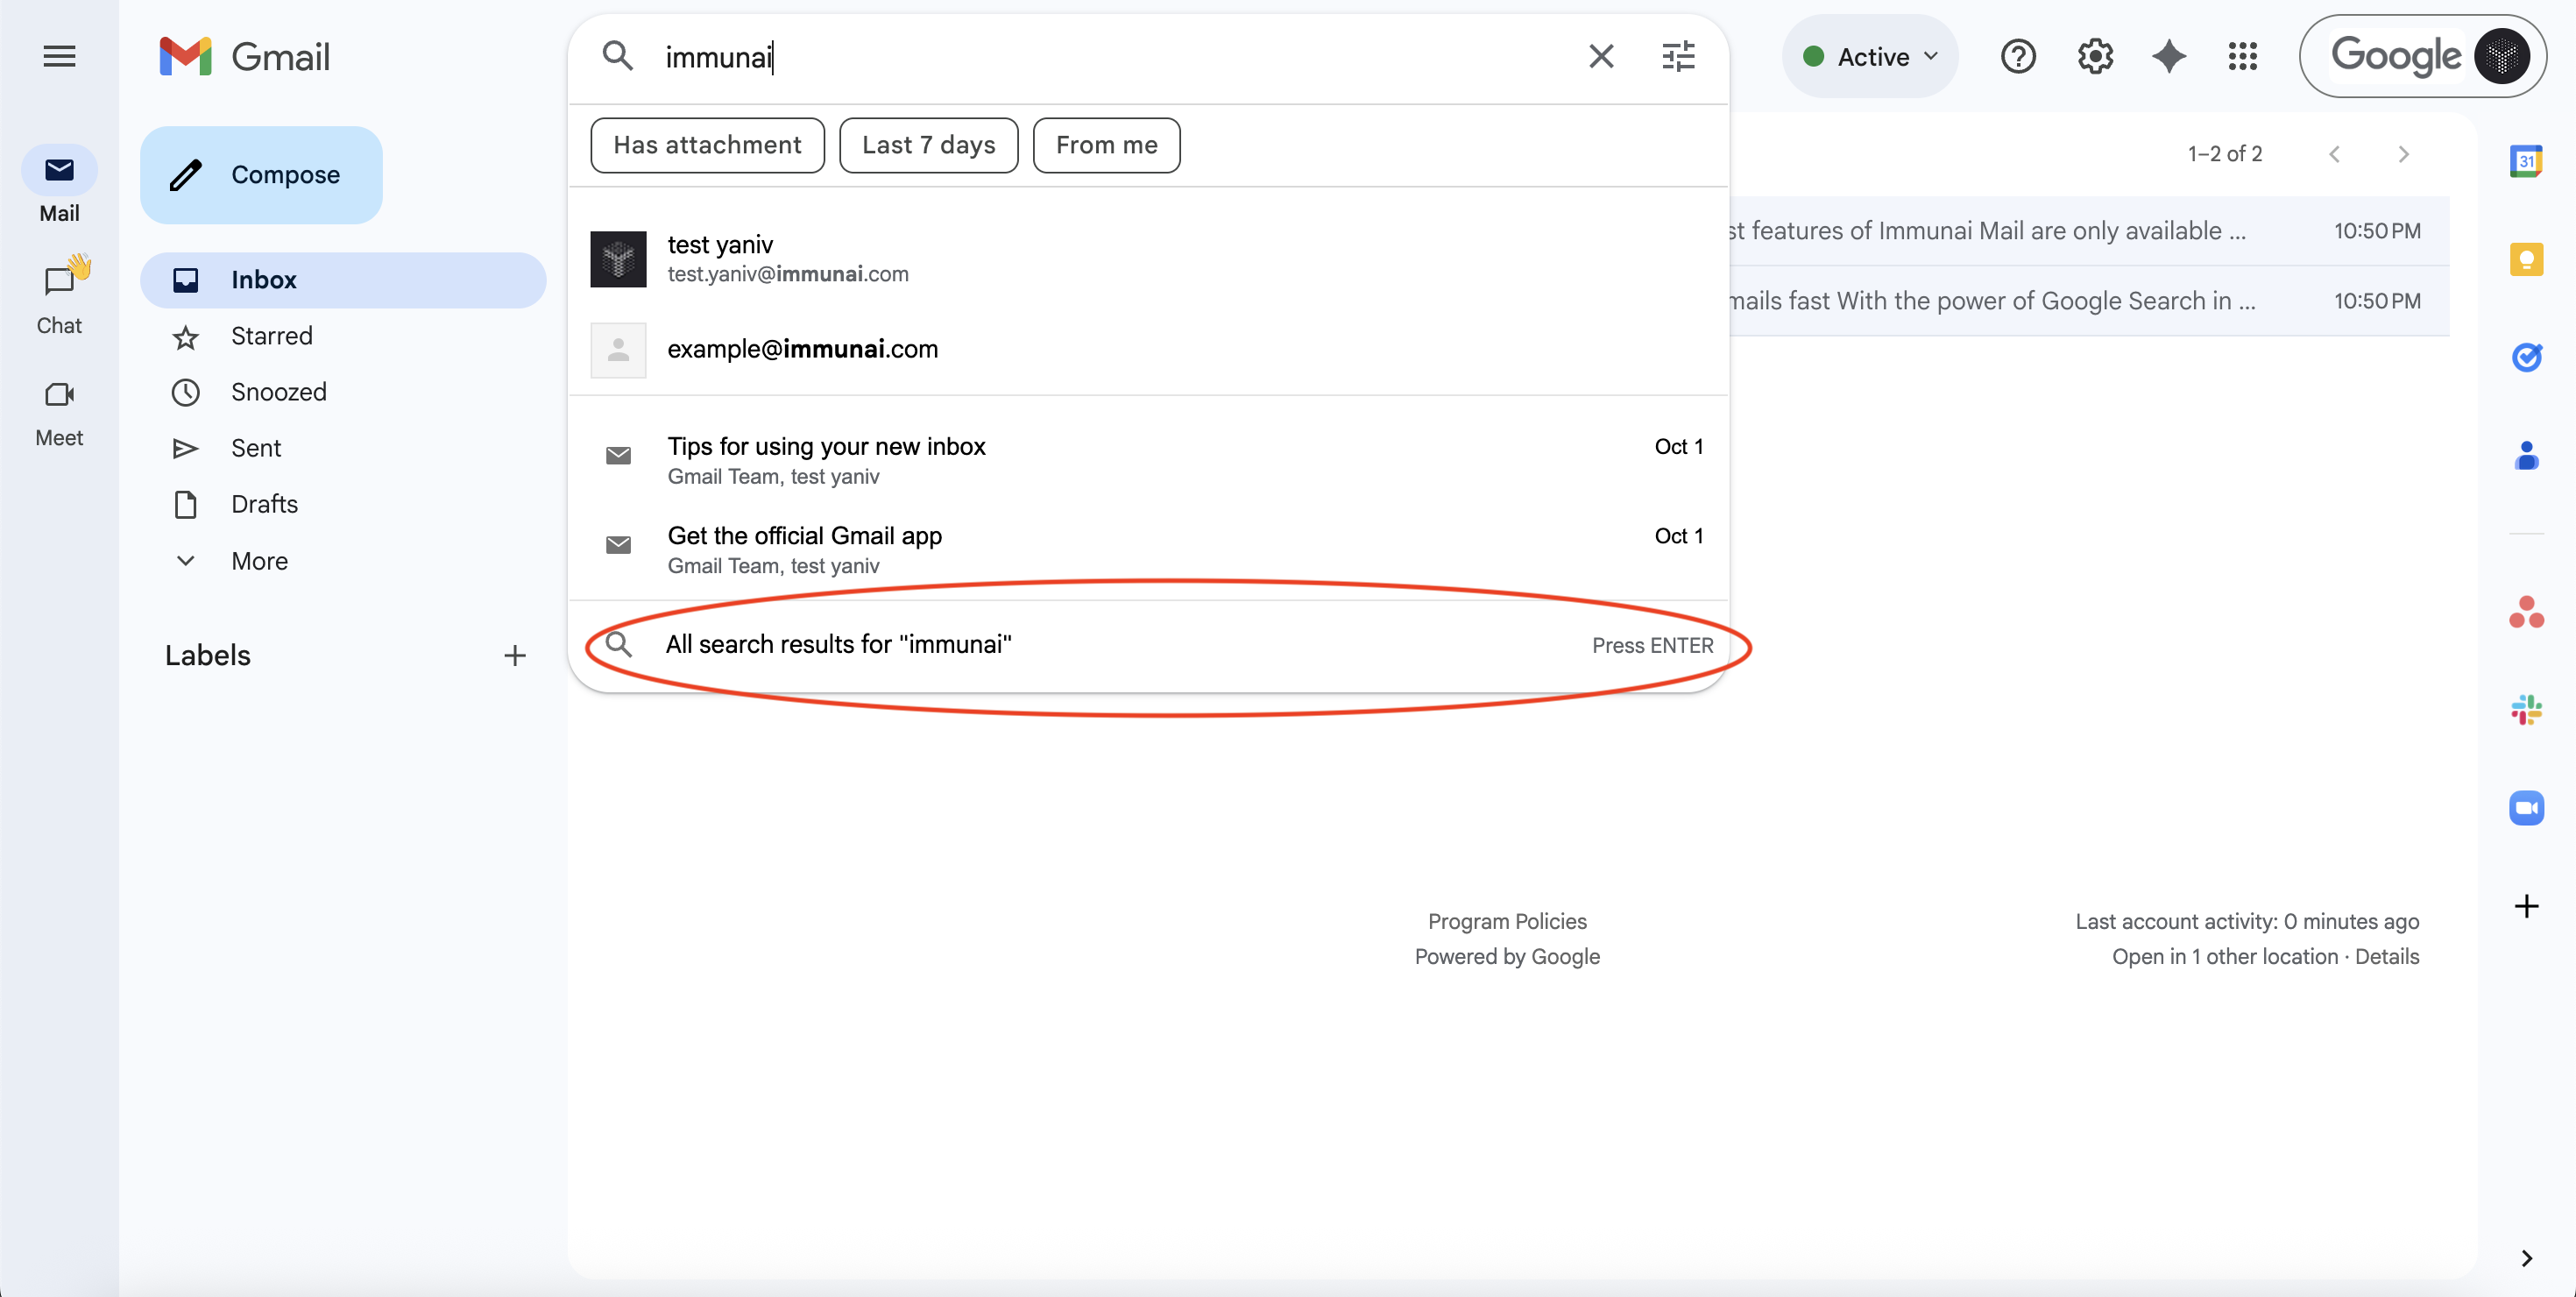 Gmail
immunai
Active
Google
Mail
Chat
Meet
Compose
Inbox
Starred
Snoozed
Sent
Drafts
More
Labels
Has attachment
Last 7 days
From me
test yaniv
test.yaniv@immunai.com
example@immunai.com
Tips for using your new inbox
Oct 1
Gmail Team, test yaniv
Get the official Gmail app
Oct 1
Gmail Team, test yaniv
All search results for "immunai"
Press ENTER
1–2 of 2
st features of Immunai Mail are only available ...
10:50 PM
mails fast With the power of Google Search in ...
10:50 PM
31
Program Policies
Powered by Google
Last account activity: 0 minutes ago
Open in 1 other location · Details